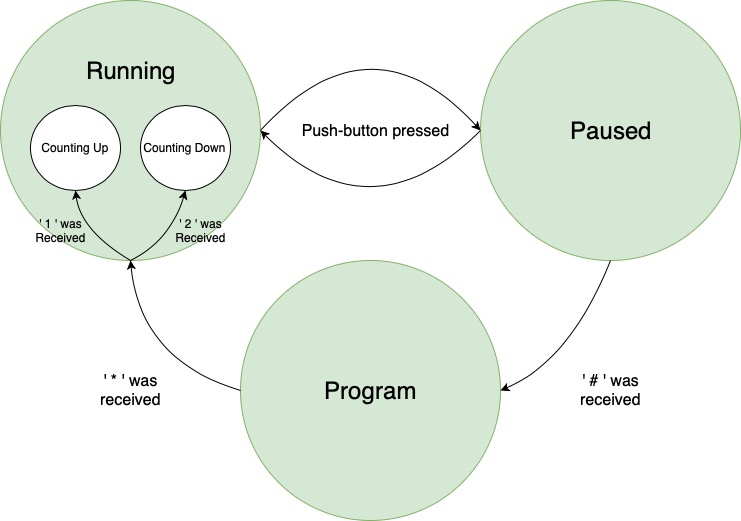 Running
Paused
Counting Up
Counting Down
Push-button pressed
' 1 ' was
Received
' 2 ' was
Received
Program
' * ' was
received
' # ' was
received